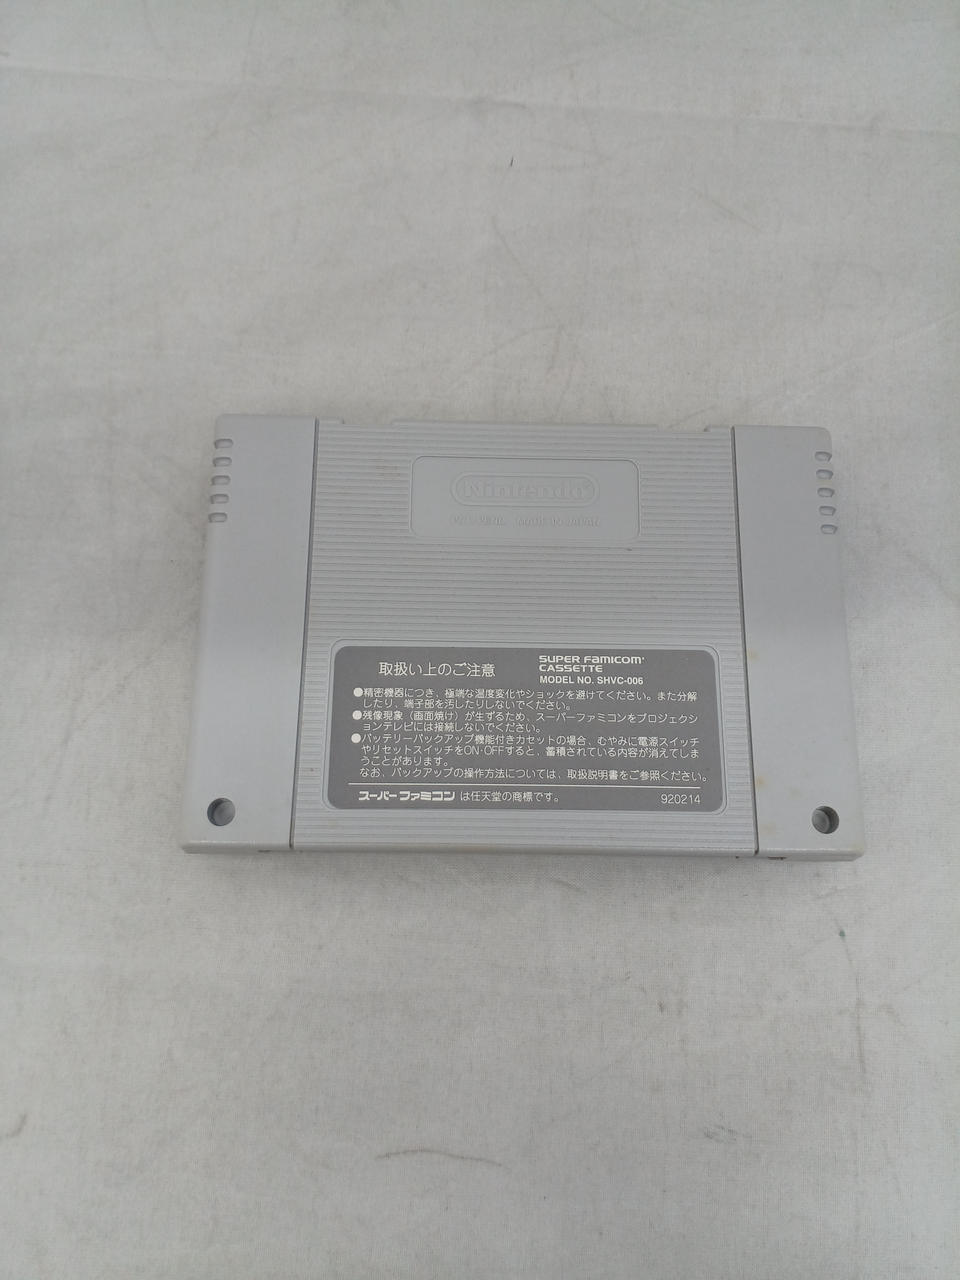 Nintendo
PAT. PEND. MADE IN JAPAN
取扱い上のご注意
SUPER FAMICOM
CASSETTE
MODEL NO. SHVC-006
●精密機器につき、極端な温度変化やショックを避けてください。また分解
したり、端子部を汚したりしないでください。
●残像現象（画面焼け）が生ずるため、スーパーファミコンをプロジェクシ
ョンテレビには接続しないでください。
●バッテリーバックアップ機能付きカセットの場合、むやみに電源スイッチ
やリセットスイッチをON・OFFすると、蓄積されている内容が消えてしま
うことがあります。
なお、バックアップの操作方法については、取扱説明書をご参照ください。
スーパーファミコン は任天堂の商標です。
920214